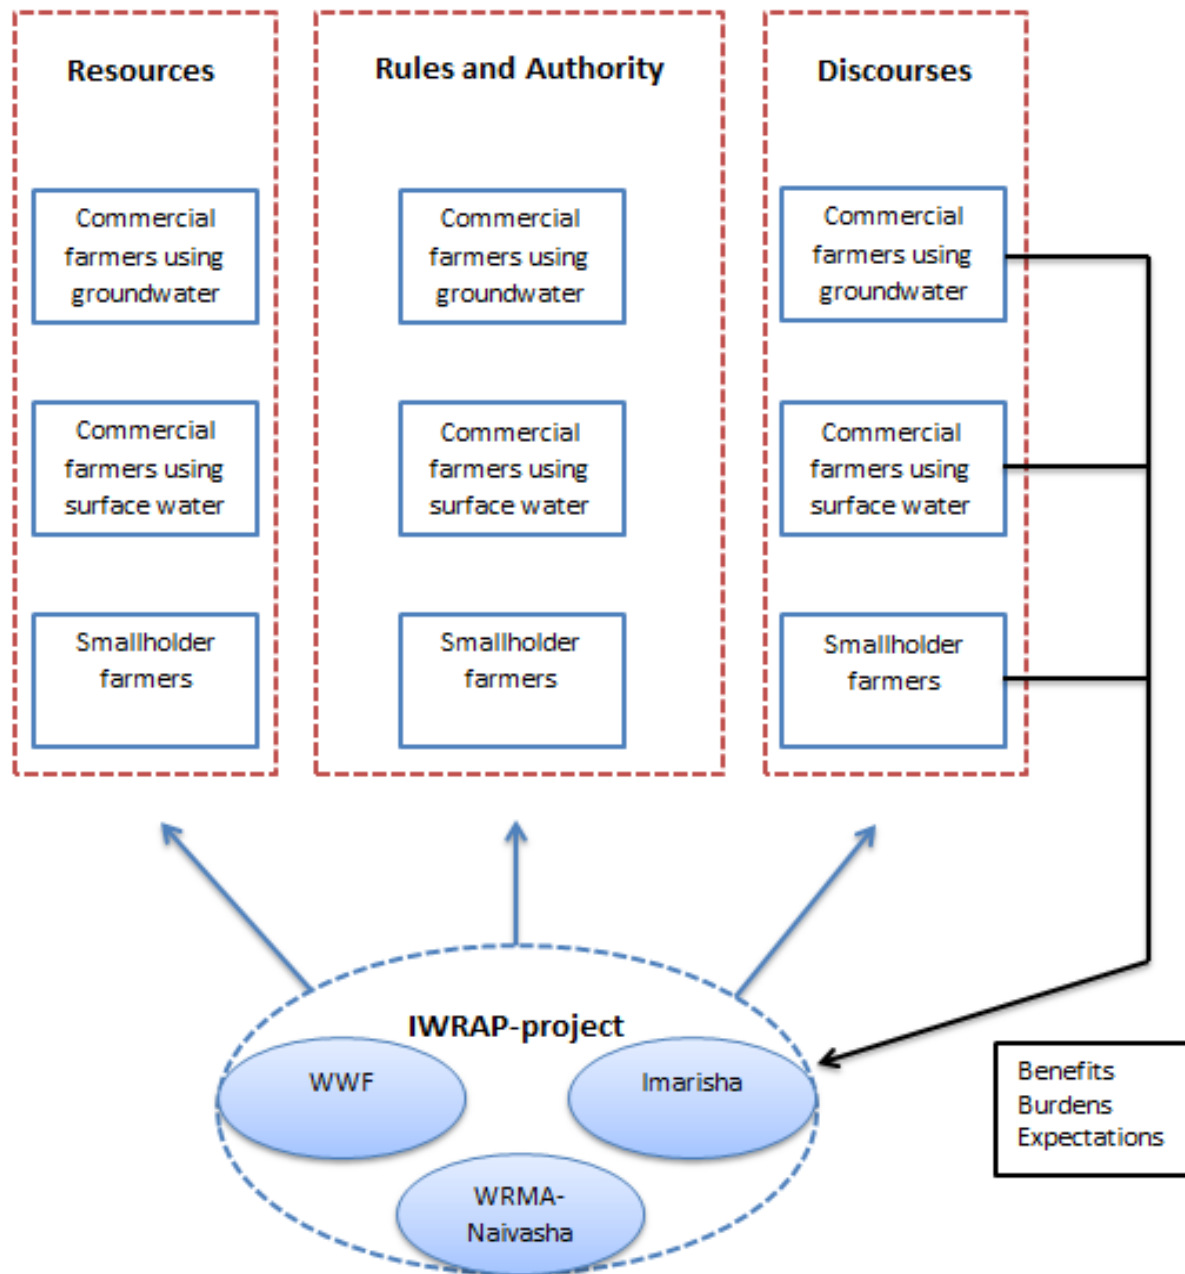 Resources
Rules and Authority
Discourses
Commercial
farmers using
groundwater
Commercial
farmers using
groundwater
Commercial
farmers using
groundwater
Commercial
farmers using
surface water
Commercial
farmers using
surface water
Commercial
farmers using
surface water
Smallholder
farmers
Smallholder
farmers
Smallholder
farmers
IWRAP-project
WWF
Imarisha
WRMA-
Naivasha
Benefits
Burdens
Expectations